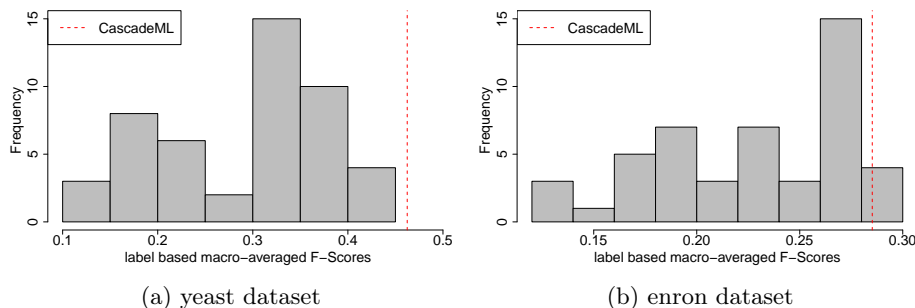 CascadeML
Frequency
15
10
5
0
0.1 0.2 0.3 0.4 0.5
label based macro−averaged F−Scores
(a) yeast dataset
CascadeML
Frequency
15
10
5
0
0.15 0.20 0.25 0.30
label based macro−averaged F−Scores
(b) enron dataset